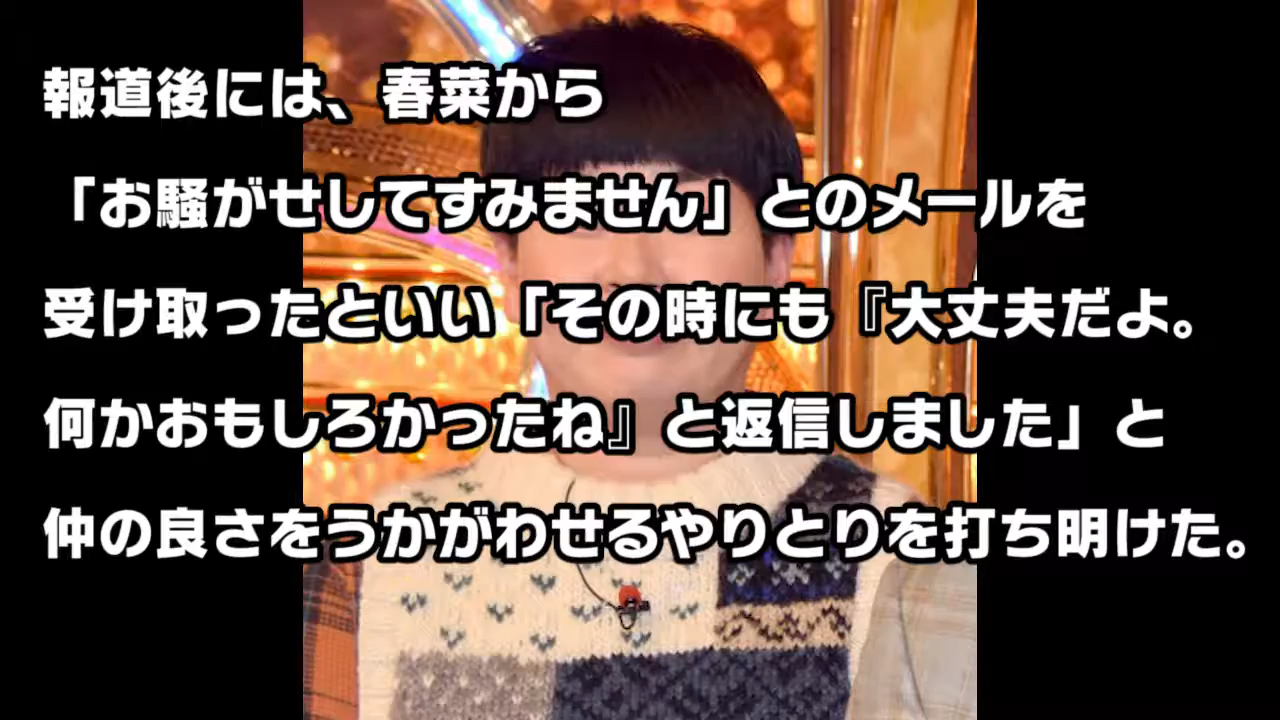 報道後には、春菜から
「お騒がせしてすみません」とのメールを
受け取ったといい「その時にも『大丈夫だよ。
何かおもしろかったね』と返信しました」と
仲の良さをうかがわせるやりとりを打ち明けた。